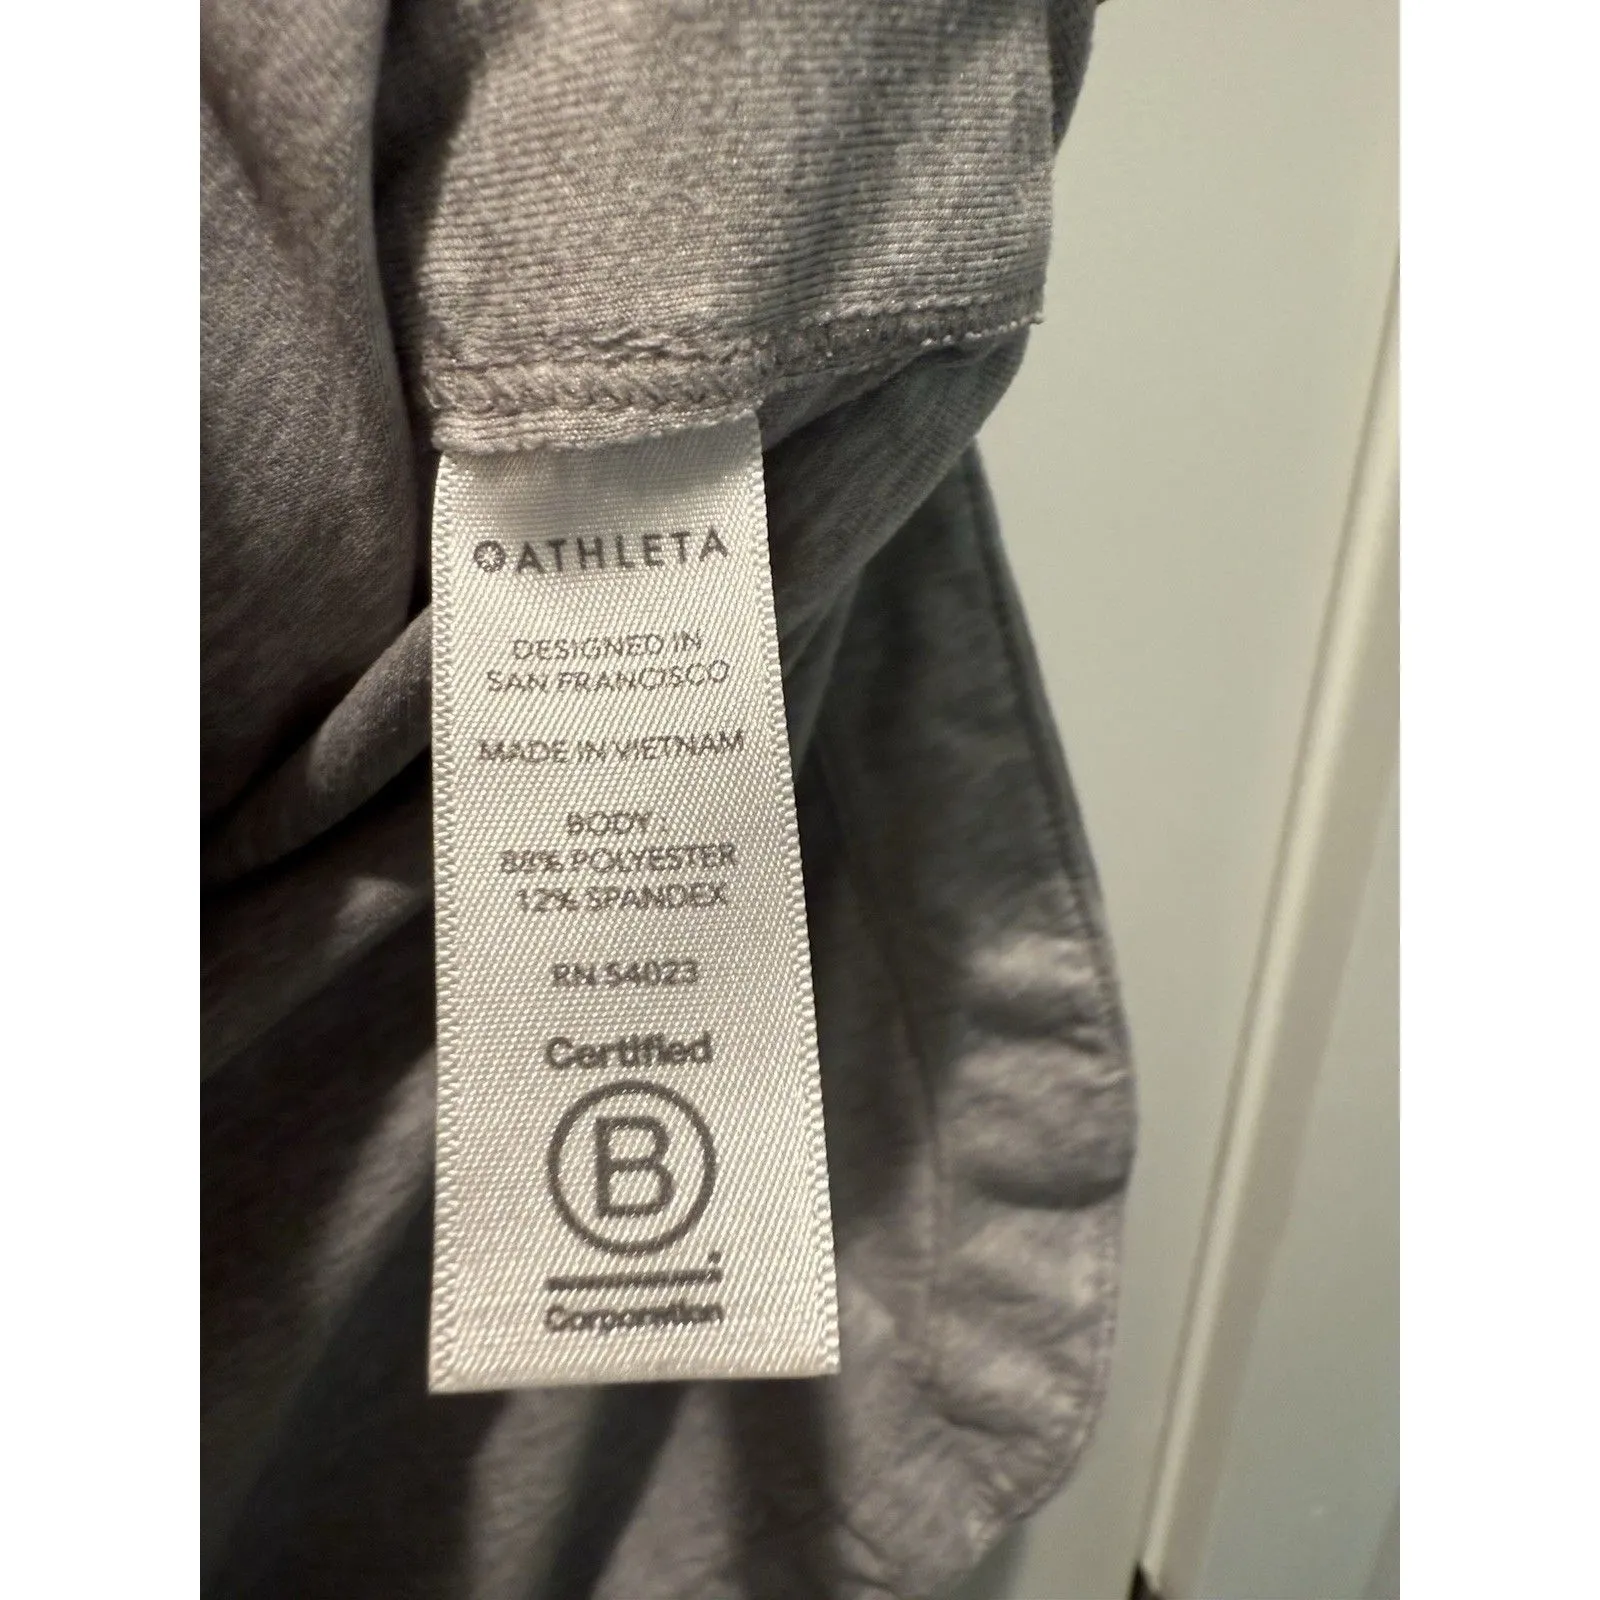 ATHLETA
DESIGNED IN
SAN FRANCISCO
MADE IN VIETNAM
BODY :
88% POLYESTER
12% SPANDEX
RN 54023
Certified
B
Corporation